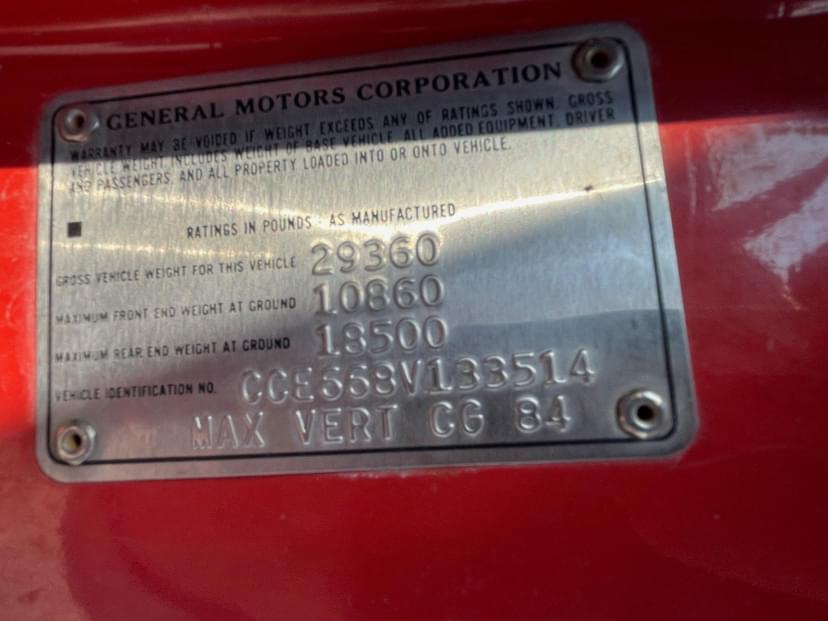 GENERAL MOTORS CORPORATION
WARRANTY MAY BE VOIDED IF WEIGHT EXCEEDS ANY OF RATINGS SHOWN. GROSS
VEHICLE WEIGHT INCLUDES WEIGHT OF BASE VEHICLE, ALL ADDED EQUIPMENT, DRIVER
AND PASSENGERS, AND ALL PROPERTY LOADED INTO OR ONTO VEHICLE.
RATINGS IN POUNDS - AS MANUFACTURED
GROSS VEHICLE WEIGHT FOR THIS VEHICLE 29360
MAXIMUM FRONT END WEIGHT AT GROUND 10860
MAXIMUM REAR END WEIGHT AT GROUND 18500
VEHICLE IDENTIFICATION NO. CCE668V133514
MAX VERT CG 84